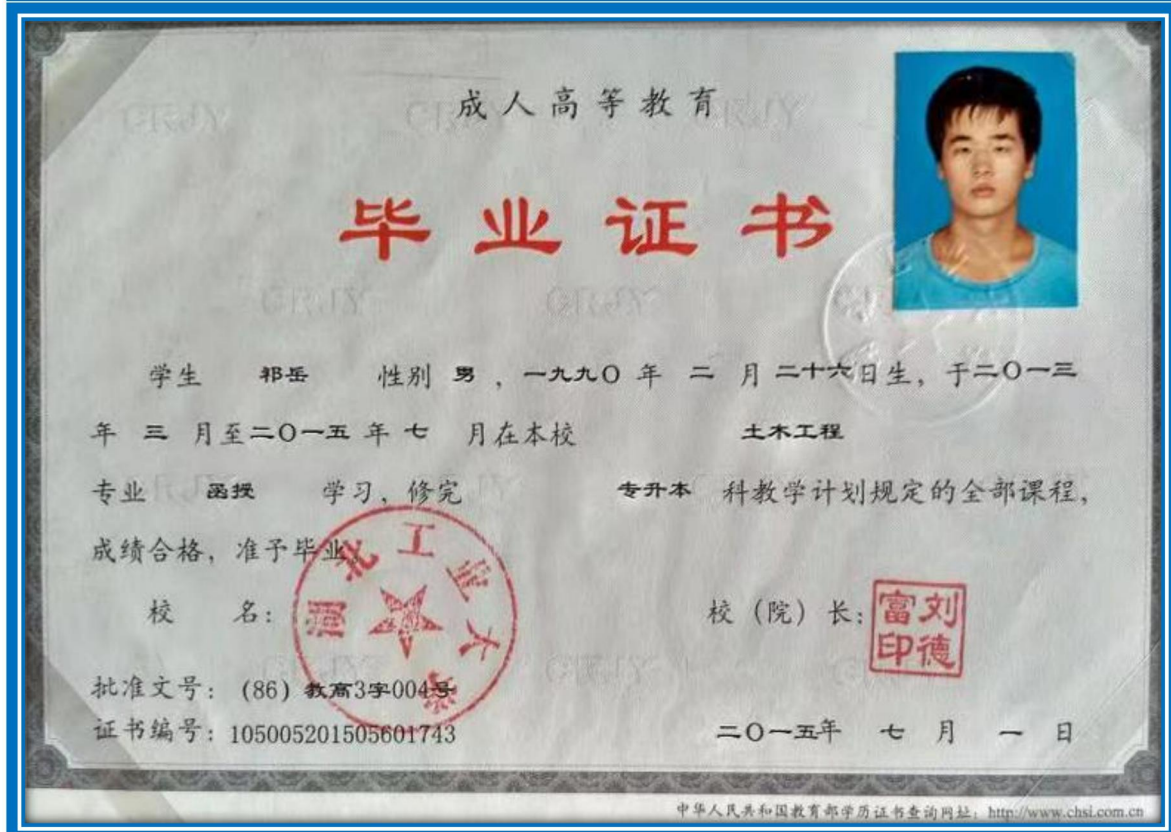 成人高等教育
毕业证书
学生 祁岳 性别 男 ，一九九〇 年 二 月 二十六日生，于二〇一三
年 三 月至二〇一五 年 七 月在本校 土木工程
专业 函授 学习，修完 专升本 科教学计划规定的全部课程，
成绩合格，准予毕业。
校 名：
湖北工业大学
校（院）长：
刘德富印
批准文号：(86) 教高3字004号
证书编号：105005201505601743
二〇一五年 七 月 一 日
中华人民共和国教育部学历证书查询网址：http://www.chsi.com.cn